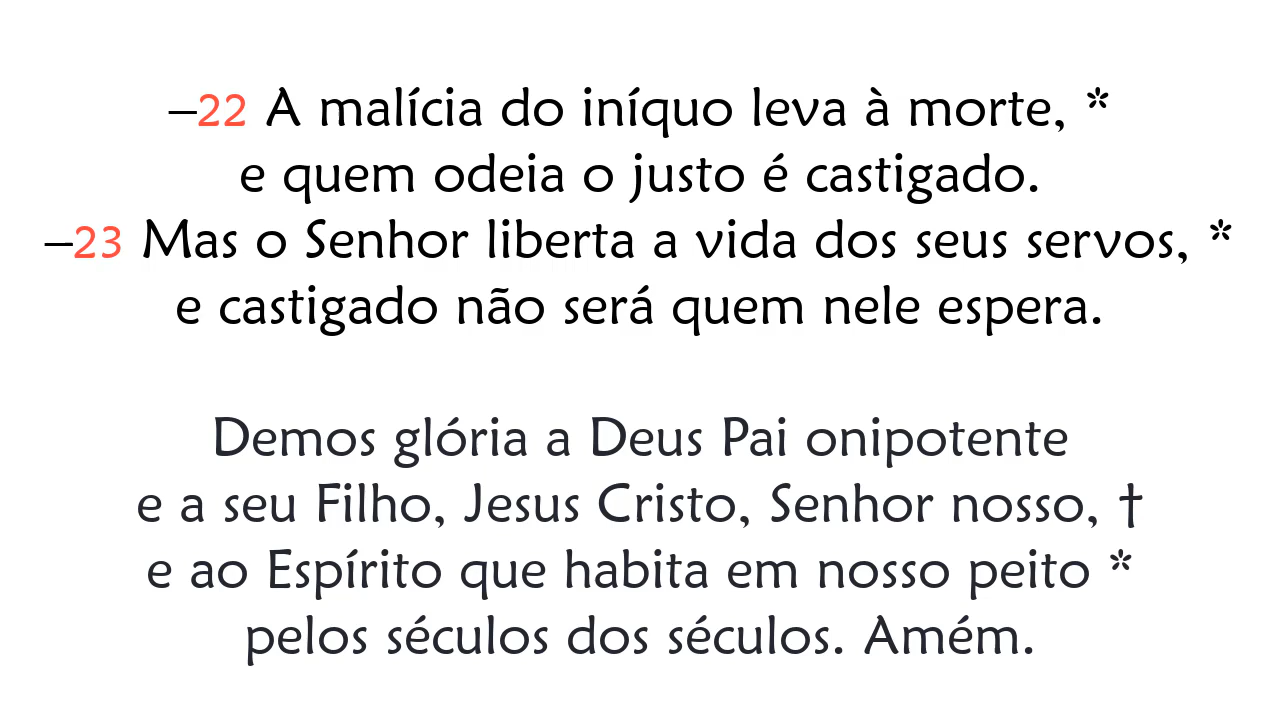 –22 A malícia do iníquo leva à morte, *
e quem odeia o justo é castigado.
–23 Mas o Senhor liberta a vida dos seus servos, *
e castigado não será quem nele espera.
Demos glória a Deus Pai onipotente
e a seu Filho, Jesus Cristo, Senhor nosso, †
e ao Espírito que habita em nosso peito *
pelos séculos dos séculos. Amém.